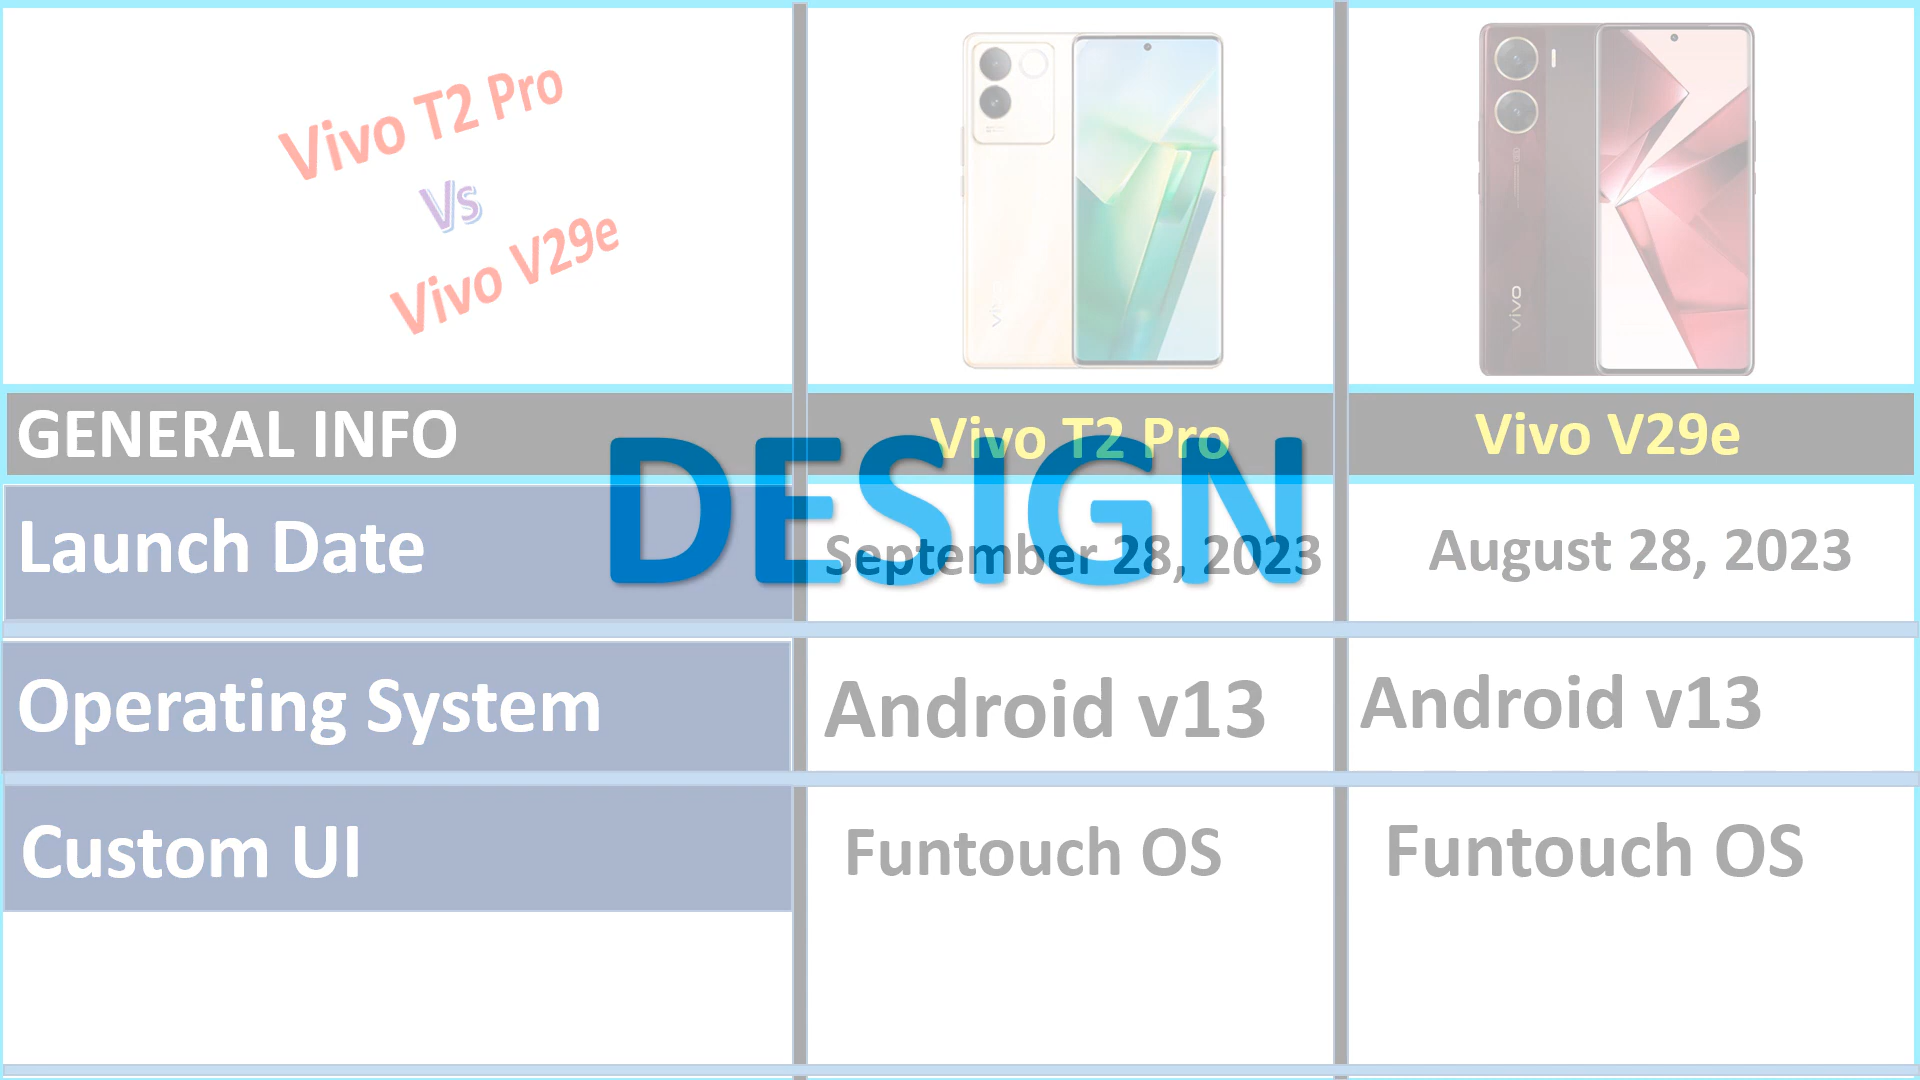 Vivo T2 Pro
Vs
Vivo V29e
vivo
GENERAL INFO
Vivo T2 Pro
Vivo V29e
DESIGN
Launch Date
September 28, 2023
August 28, 2023
Operating System
Android v13
Android v13
Custom UI
Funtouch OS
Funtouch OS